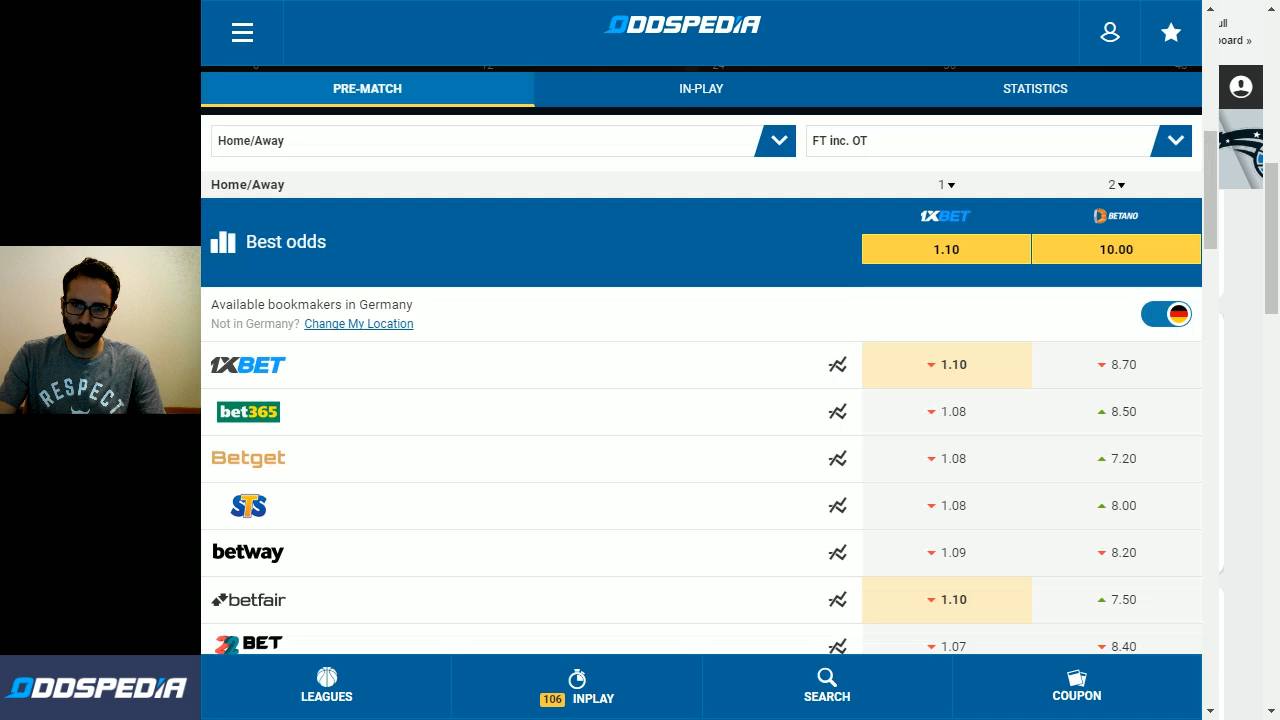 ODDSPEDIA
ull
board »
PRE-MATCH
IN-PLAY
STATISTICS
Home/Away
FT inc. OT
Home/Away
1
2
1XBET
BETANO
Best odds
1.10
10.00
Available bookmakers in Germany
Not in Germany? Change My Location
1XBET
1.10
8.70
bet365
1.08
8.50
Betget
1.08
7.20
STS
1.08
8.00
betway
1.09
8.20
betfair
1.10
7.50
22BET
1.07
8.40
RESPECT
ODDSPEDIA
LEAGUES
106 INPLAY
SEARCH
COUPON